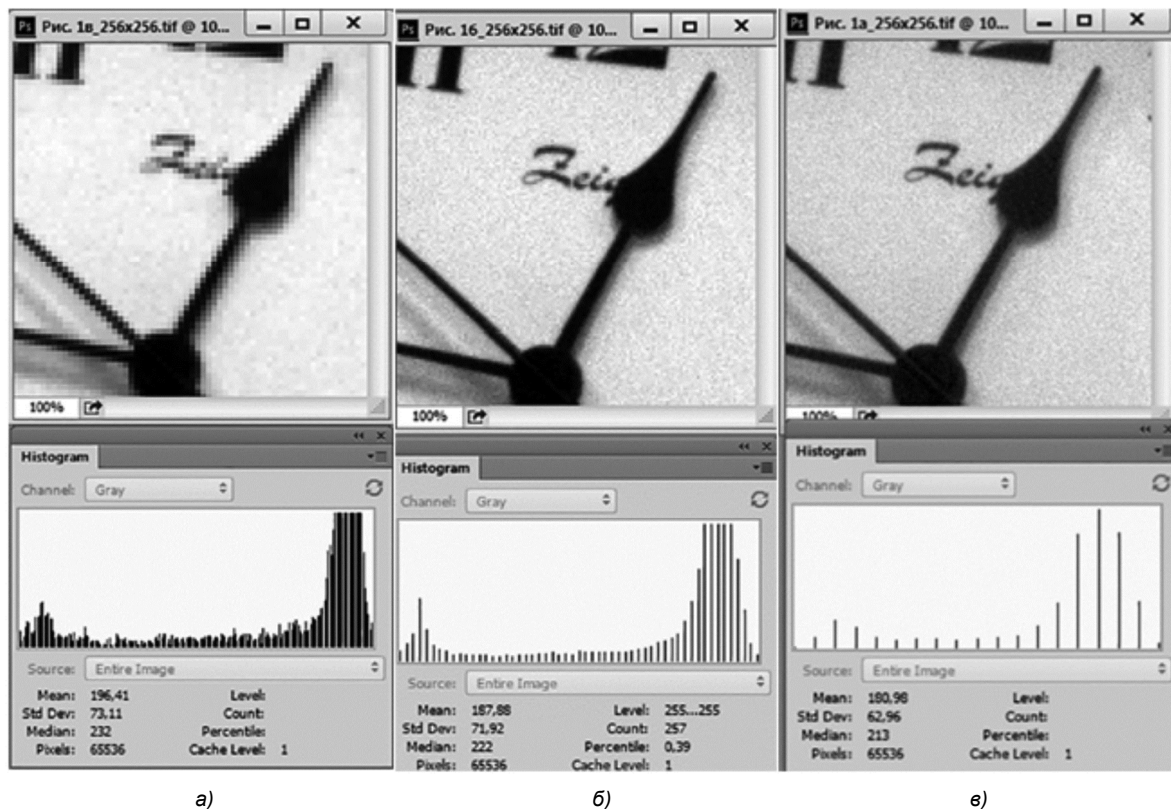 Рис. 1в_256x256.tif @ 10...
Zeig
100%
Histogram
Channel: Gray
Source: Entire Image
Mean: 196,41 Level:
Std Dev: 73,11 Count:
Median: 232 Percentile:
Pixels: 65536 Cache Level: 1
а)
Рис. 1б_256x256.tif @ 10...
Zeig
100%
Histogram
Channel: Gray
Source: Entire Image
Mean: 187,88 Level: 255...255
Std Dev: 71,92 Count: 257
Median: 222 Percentile: 0,39
Pixels: 65536 Cache Level: 1
б)
Рис. 1а_256x256.tif @ 10...
Zeig
100%
Histogram
Channel: Gray
Source: Entire Image
Mean: 180,98 Level:
Std Dev: 62,96 Count:
Median: 213 Percentile:
Pixels: 65536 Cache Level: 1
в)